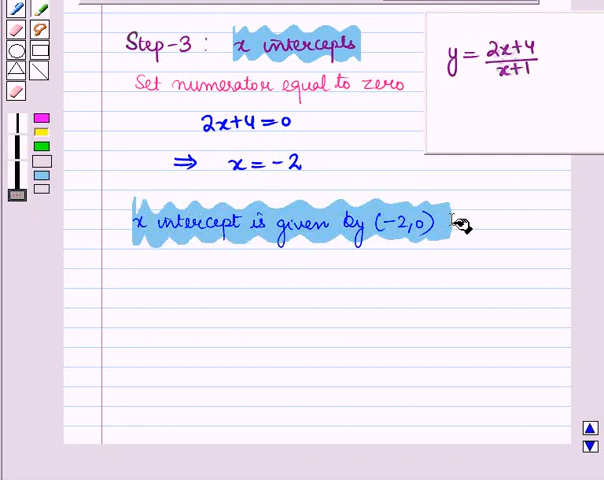 Step-3 : x intercepts
Set numerator equal to zero
2x+4=0
⇒ x=-2
x intercept is given by (-2,0)
y = 2x+4/x+1